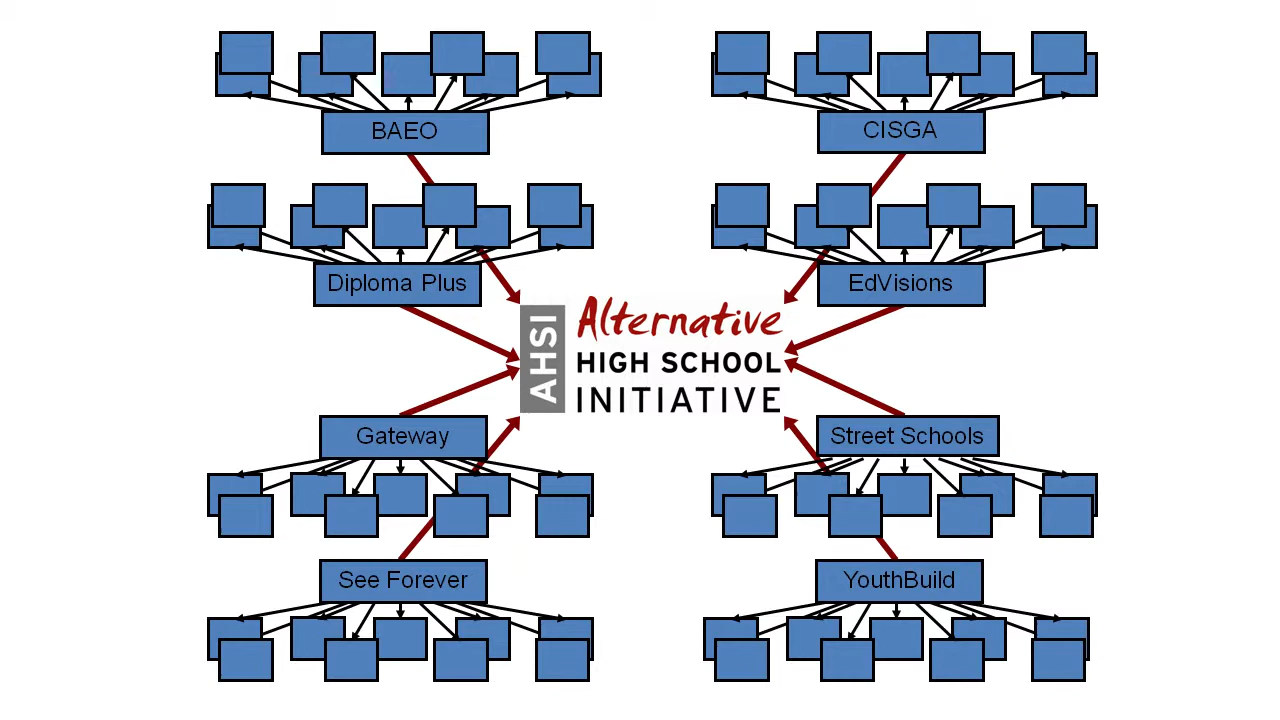 BAEO
CISGA
Diploma Plus
EdVisions
AHSI
Alternative
HIGH SCHOOL
INITIATIVE
Gateway
Street Schools
See Forever
YouthBuild